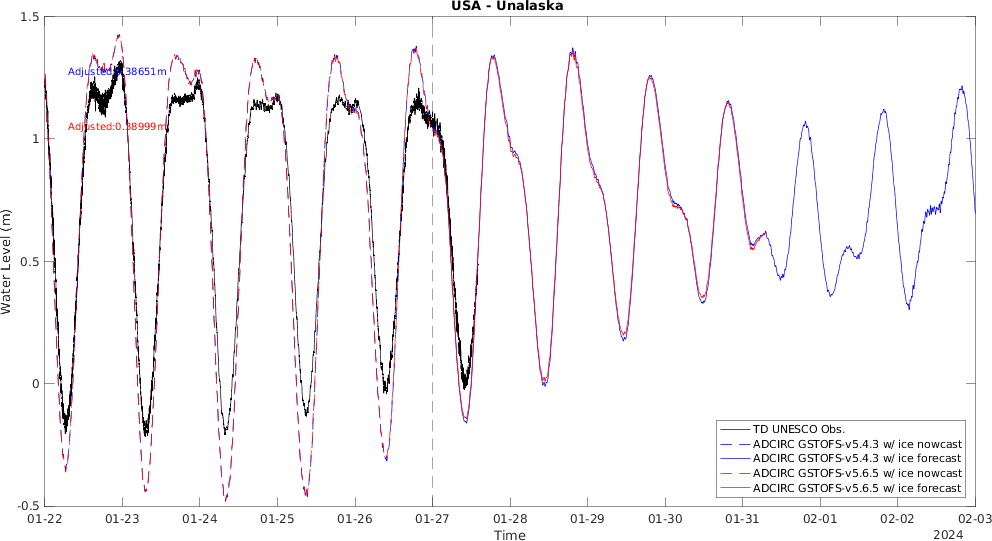 USA - Unalaska
1.5
1
0.5
0
-0.5
Water Level (m)
Adjusted:0.38651m
Adjusted:0.38999m
TD UNESCO Obs.
ADCIRC GSTOFS-v5.4.3 w/ ice nowcast
ADCIRC GSTOFS-v5.4.3 w/ ice forecast
ADCIRC GSTOFS-v5.6.5 w/ ice nowcast
ADCIRC GSTOFS-v5.6.5 w/ ice forecast
01-22 01-23 01-24 01-25 01-26 01-27 01-28 01-29 01-30 01-31 02-01 02-02 02-03
Time
2024